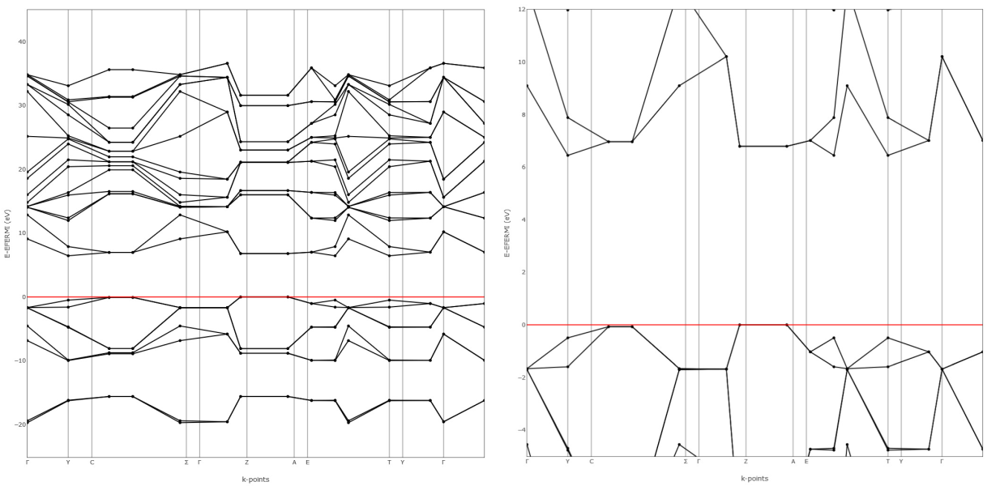 E-EFERMI (eV)
40
30
20
10
0
−10
−20
Γ Y C Σ Γ Z A E T Y Γ
k-points
E-EFERMI (eV)
12
10
8
6
4
2
0
−2
−4
Γ Y C Σ Γ Z A E T Y Γ
k-points